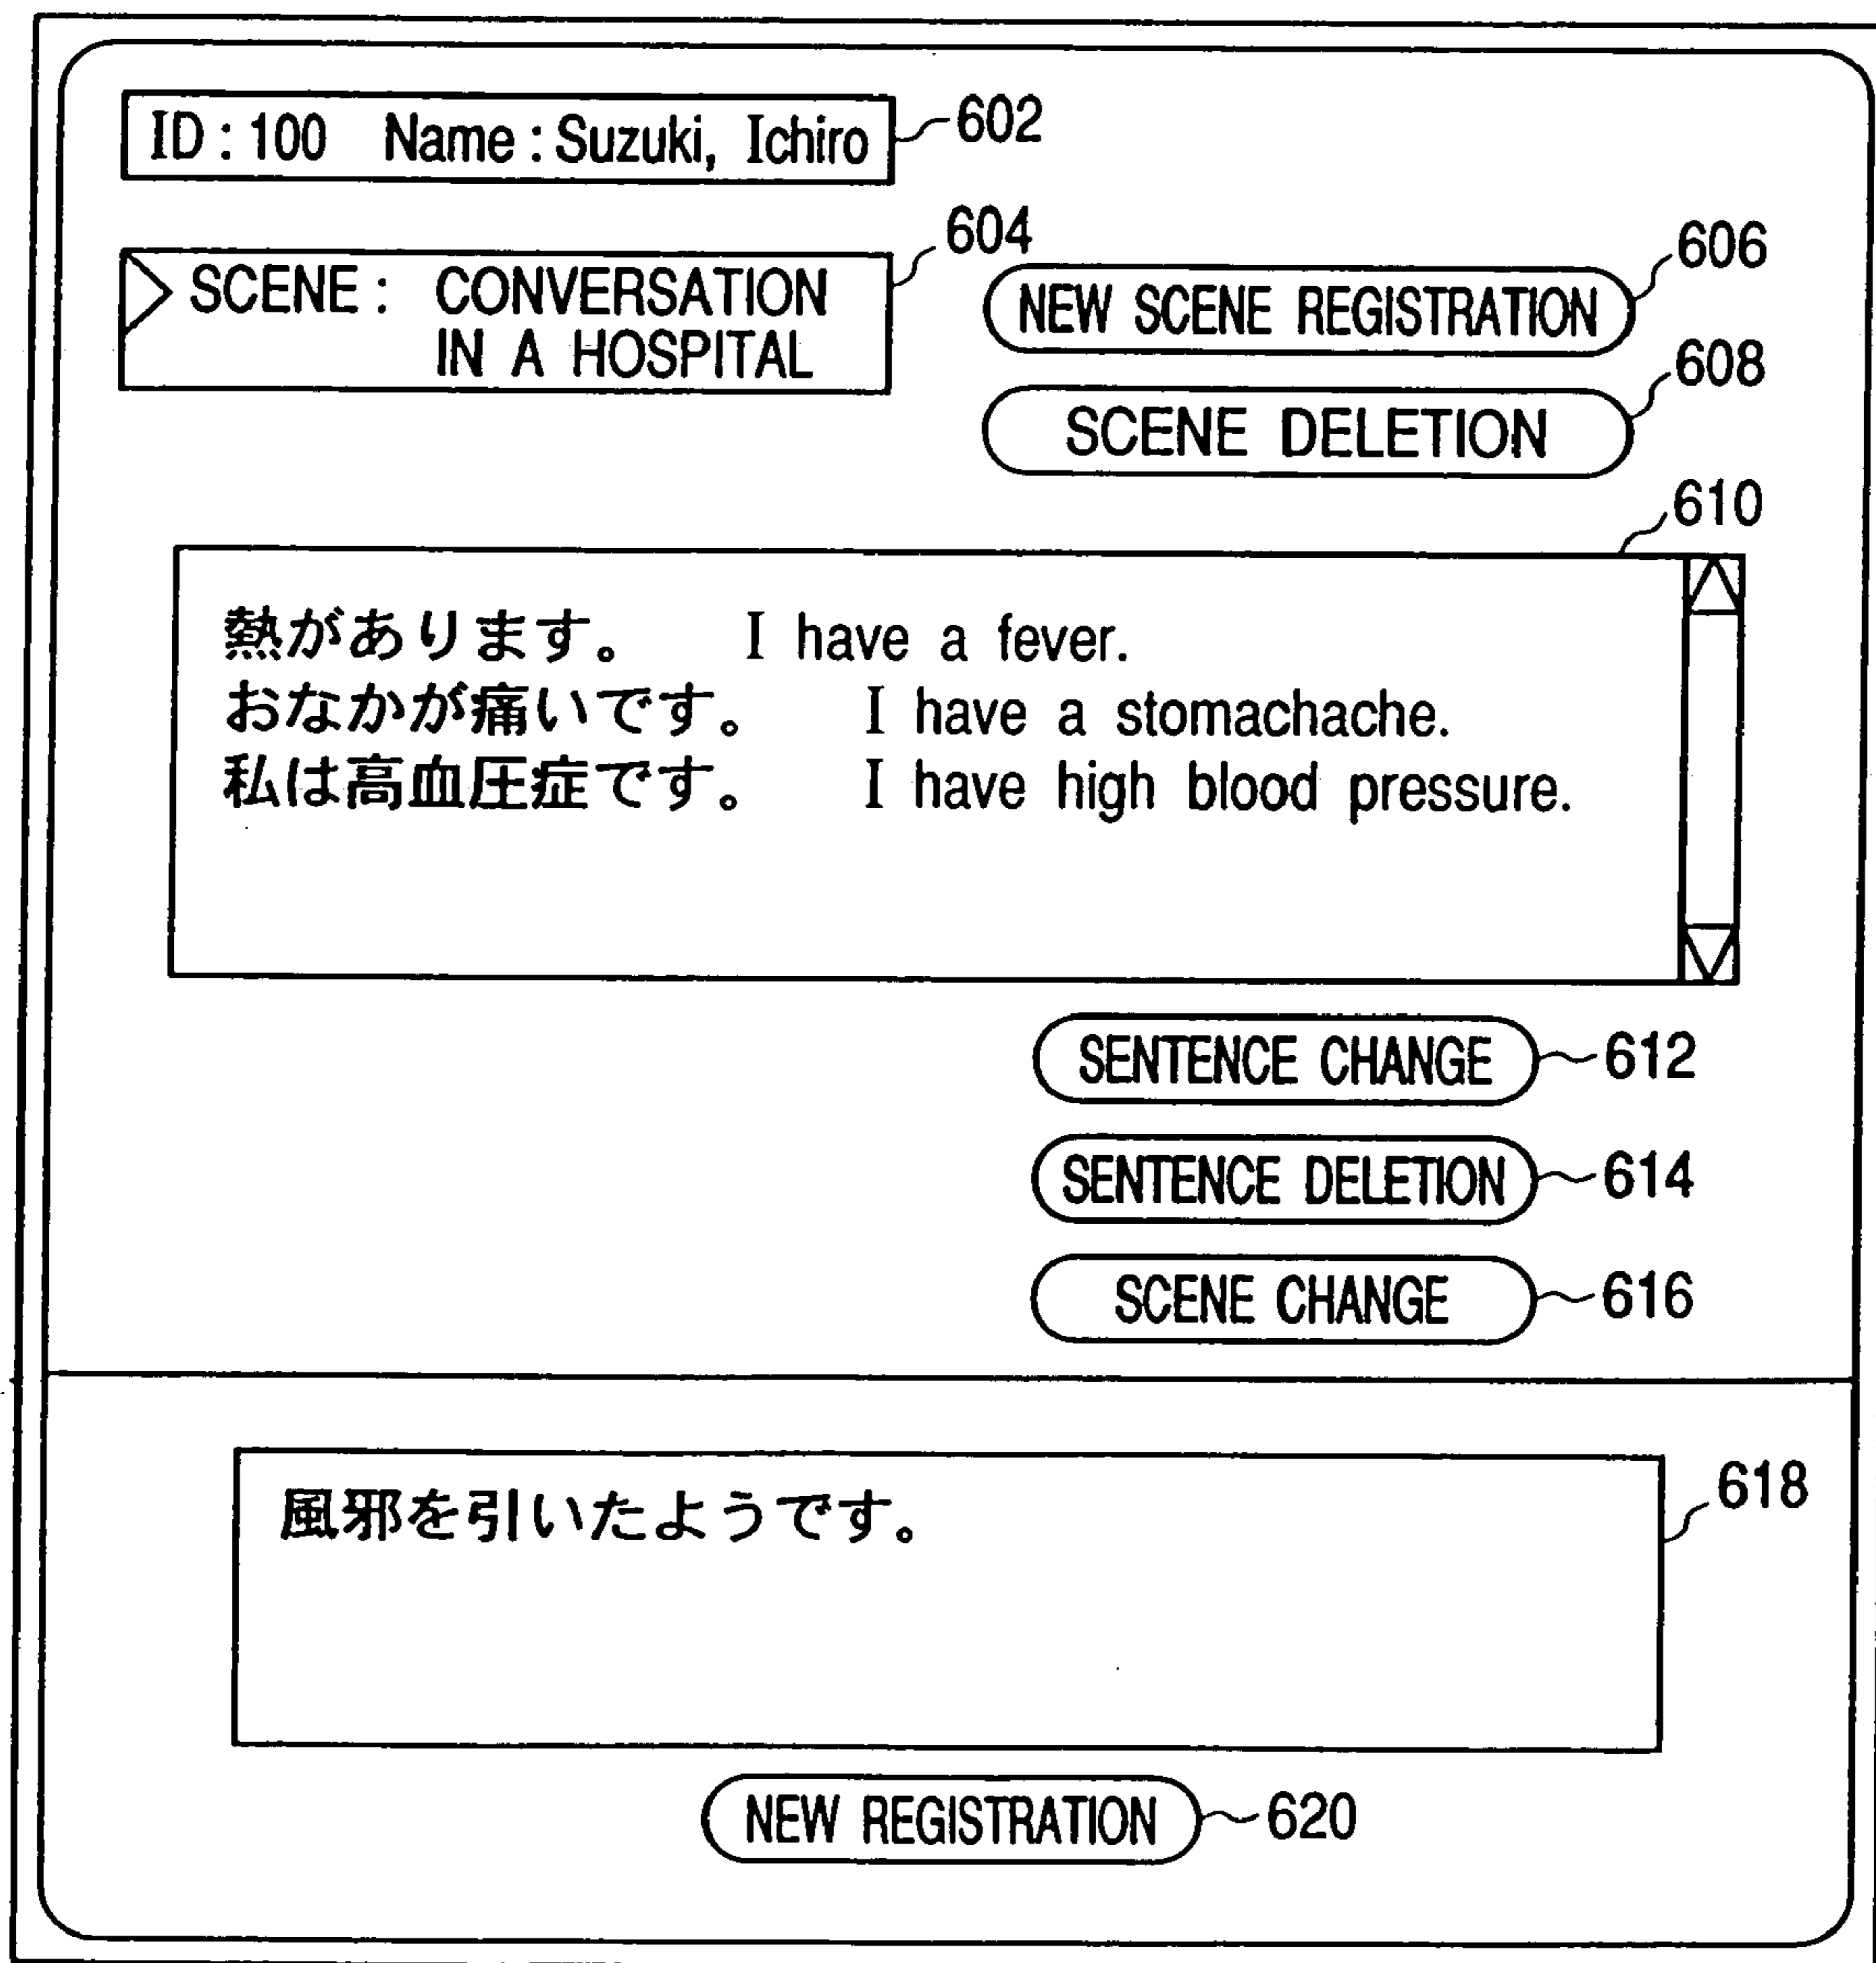 ID : 100 Name : Suzuki, Ichiro 602
604
SCENE : CONVERSATION
IN A HOSPITAL
606
NEW SCENE REGISTRATION
608
SCENE DELETION
610
熱があります。 I have a fever.
おなかが痛いです。 I have a stomachache.
私は高血圧症です。 I have high blood pressure.
SENTENCE CHANGE 612
SENTENCE DELETION 614
SCENE CHANGE 616
618
風邪を引いたようです。
NEW REGISTRATION 620